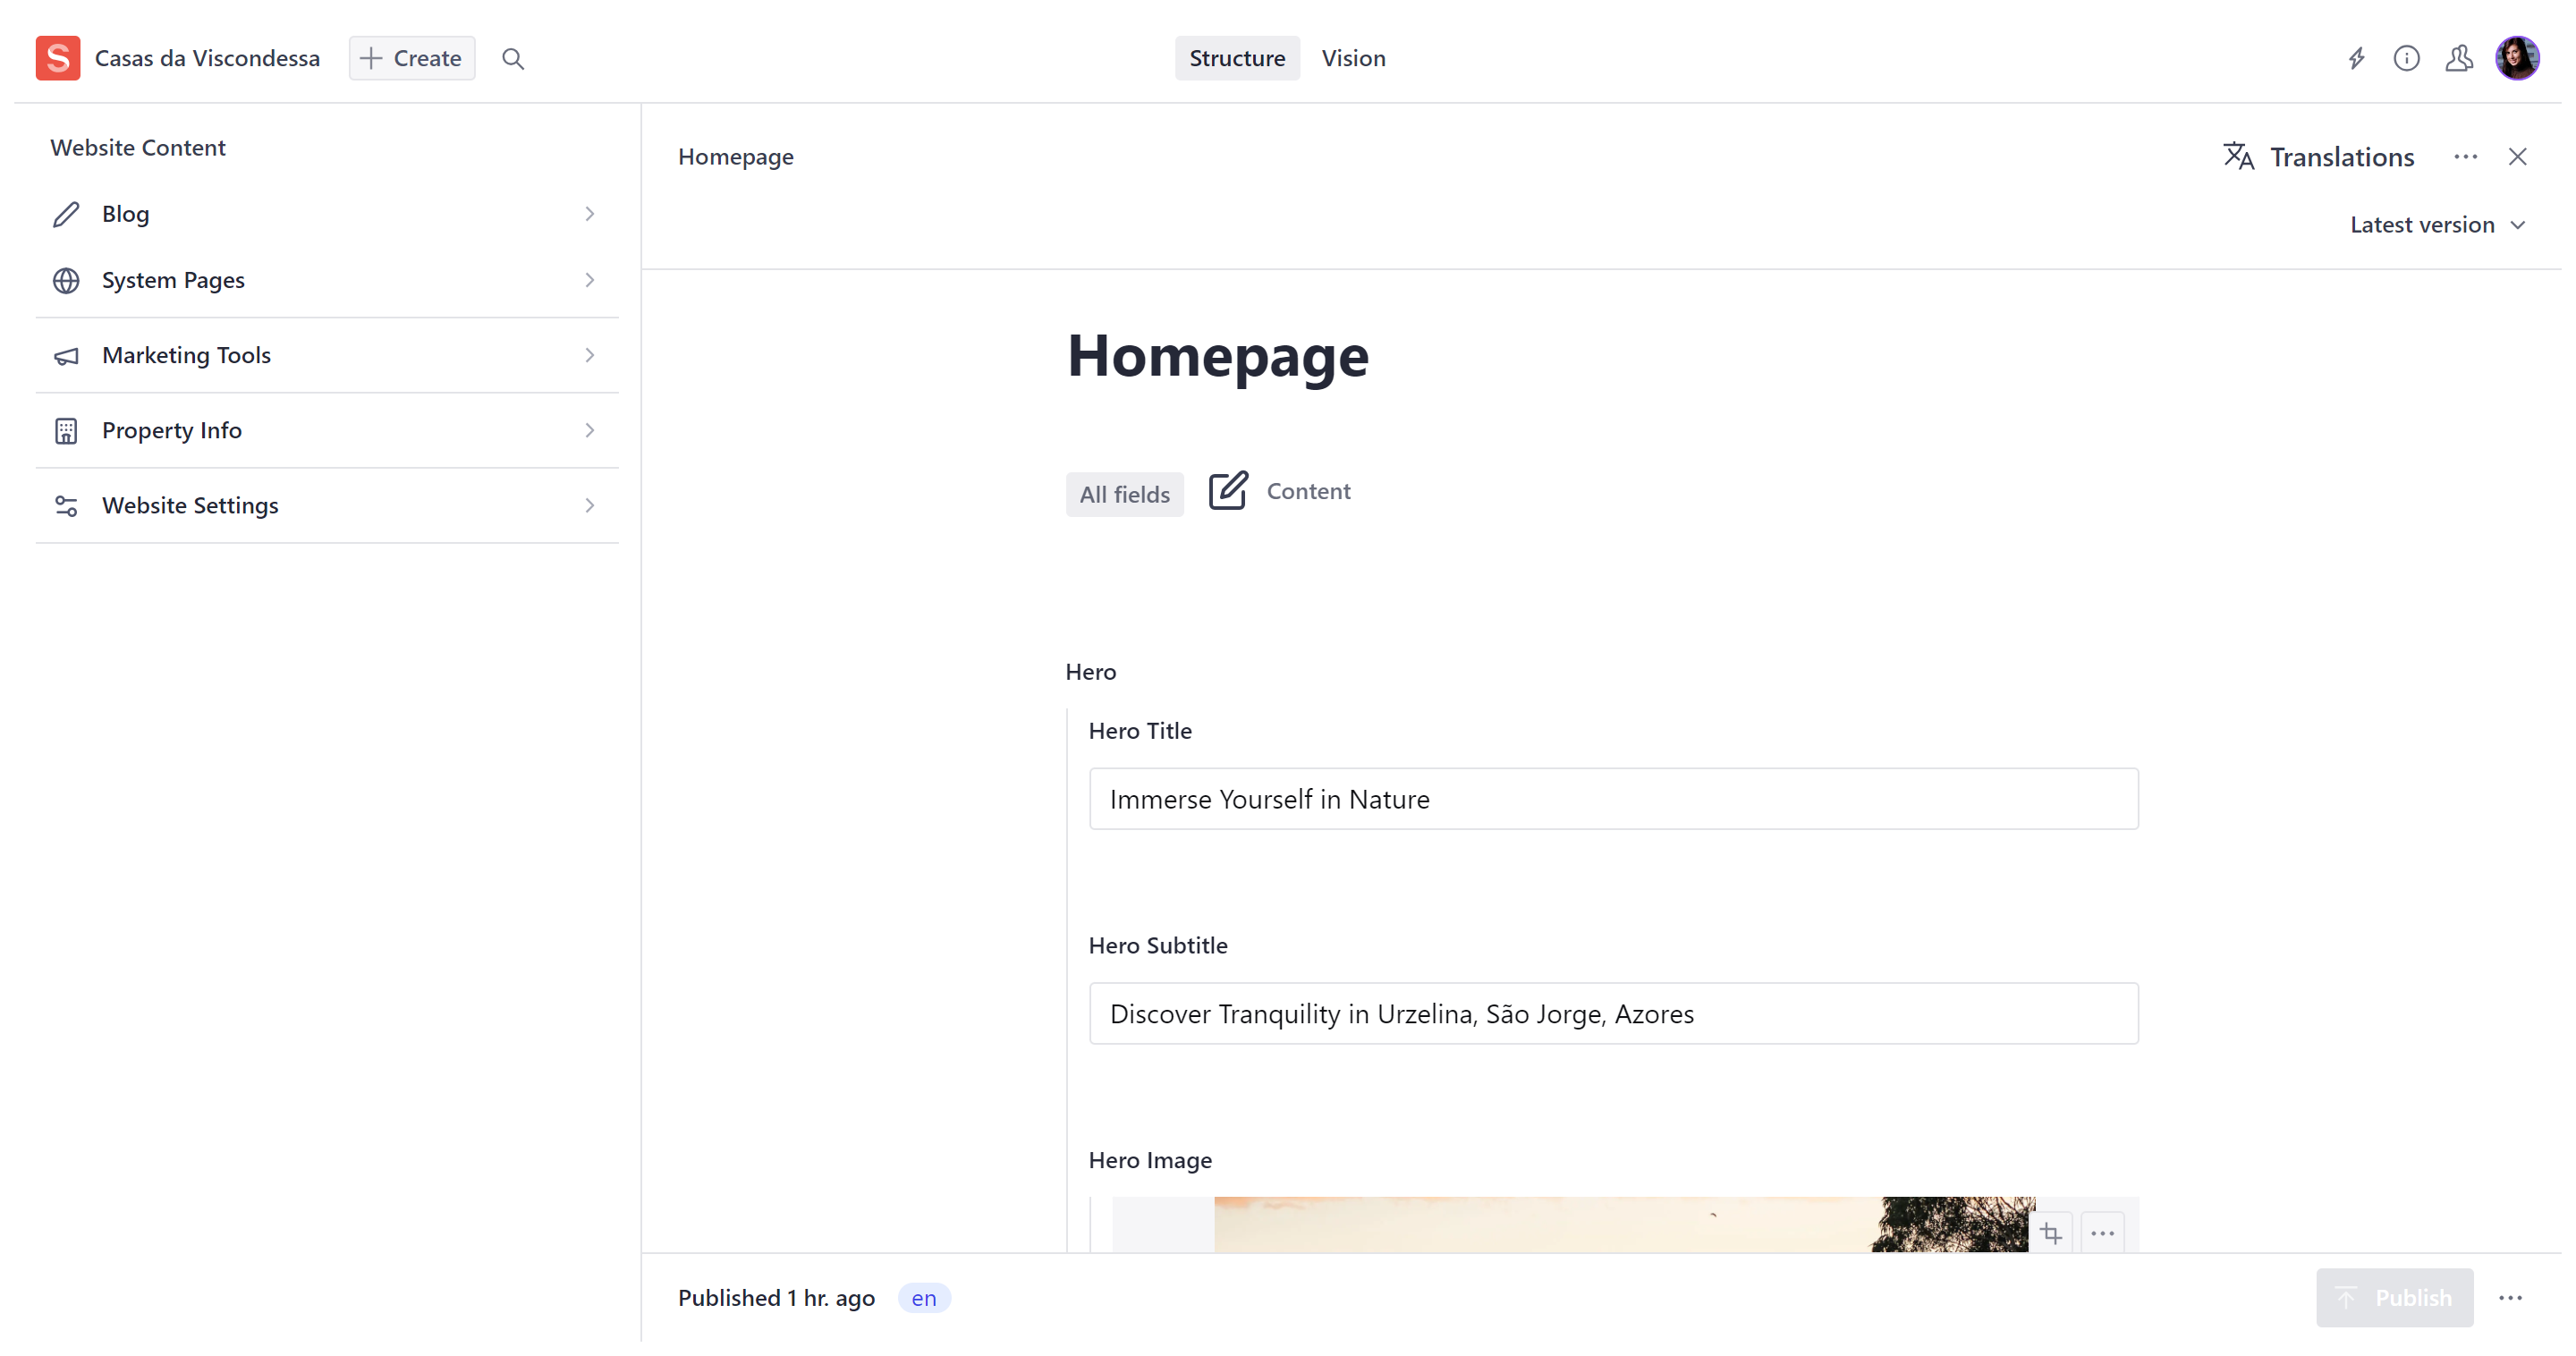 S Casas da Viscondessa
Create
Structure
Vision
Website Content
Blog
System Pages
Marketing Tools
Property Info
Website Settings
Homepage
Translations
Latest version
Homepage
All fields
Content
Hero
Hero Title
Immerse Yourself in Nature
Hero Subtitle
Discover Tranquility in Urzelina, São Jorge, Azores
Hero Image
Published 1 hr. ago
en
Publish